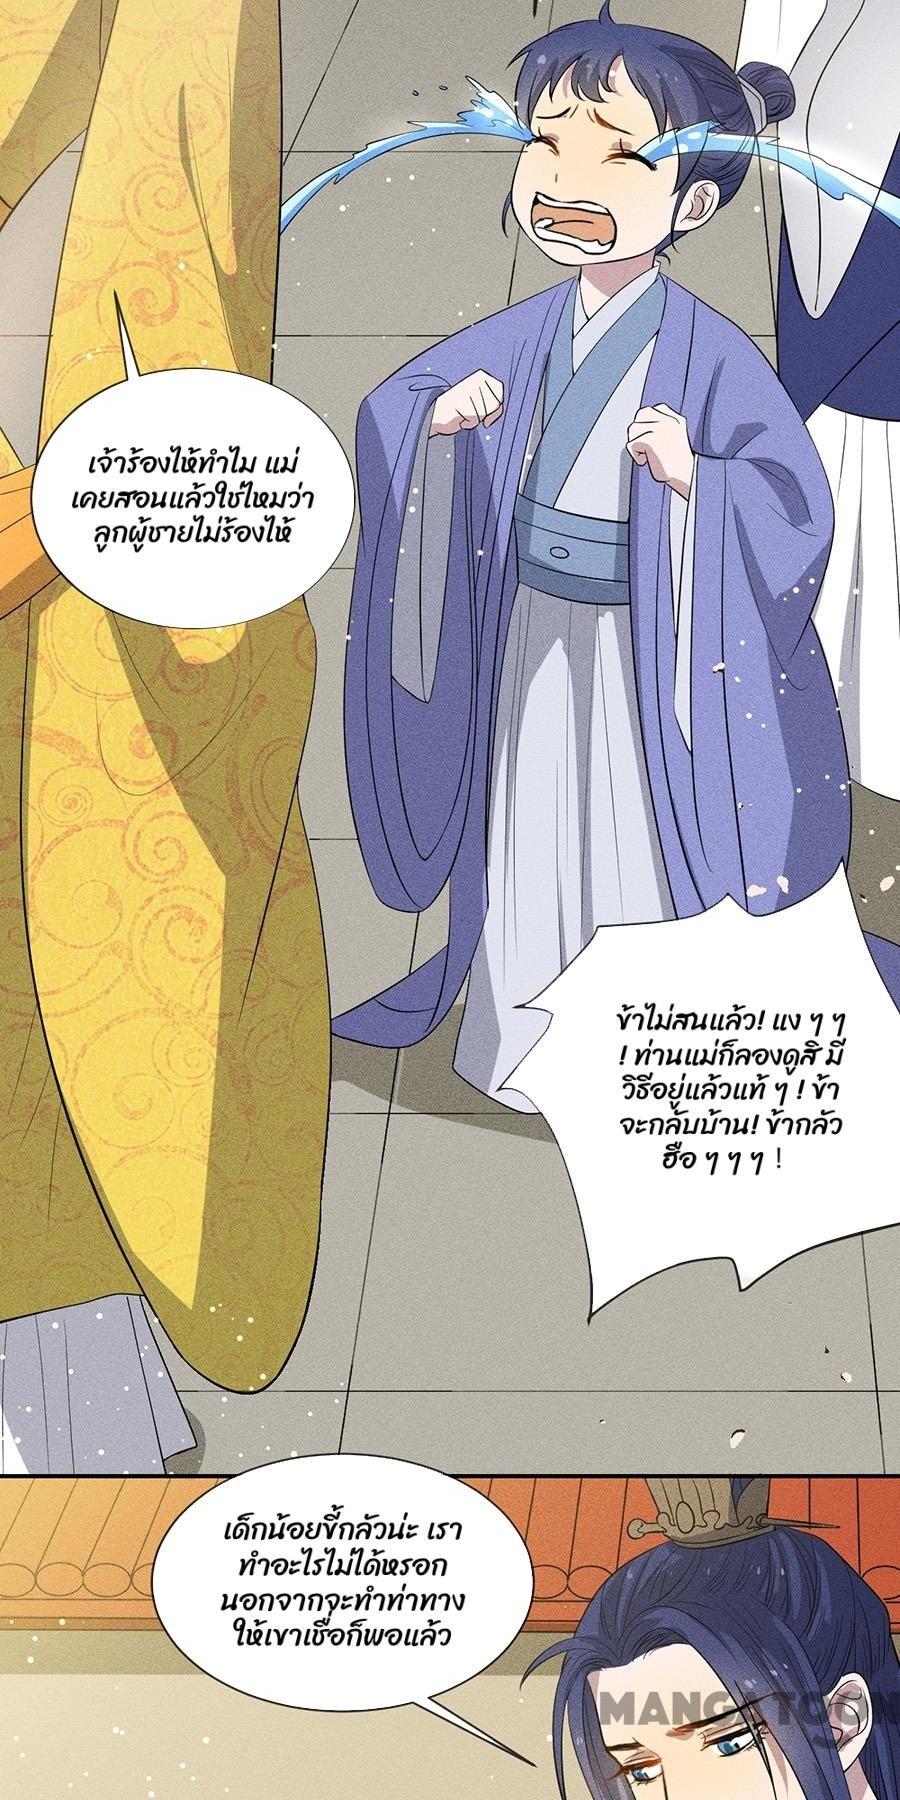 เจ้าร้องไห้ทำไม แม่
เคยสอนแล้วใช่ไหมว่า
ลูกผู้ชายไม่ร้องไห้
ข้าไม่สนแล้ว! แง ๆ ๆ
! ท่านแม่ก็ลองดูสิ มี
วิธีอยู่แล้วแท้ ๆ ! ข้า
จะกลับบ้าน! ข้ากลัว
ฮือ ๆ ๆ ๆ !
เด็กน้อยขี้กลัวน่ะ เรา
ทำอะไรไม่ได้หรอก
นอกจากจะทำท่าทาง
ให้เขาเชื่อก็พอแล้ว
MANGATOON